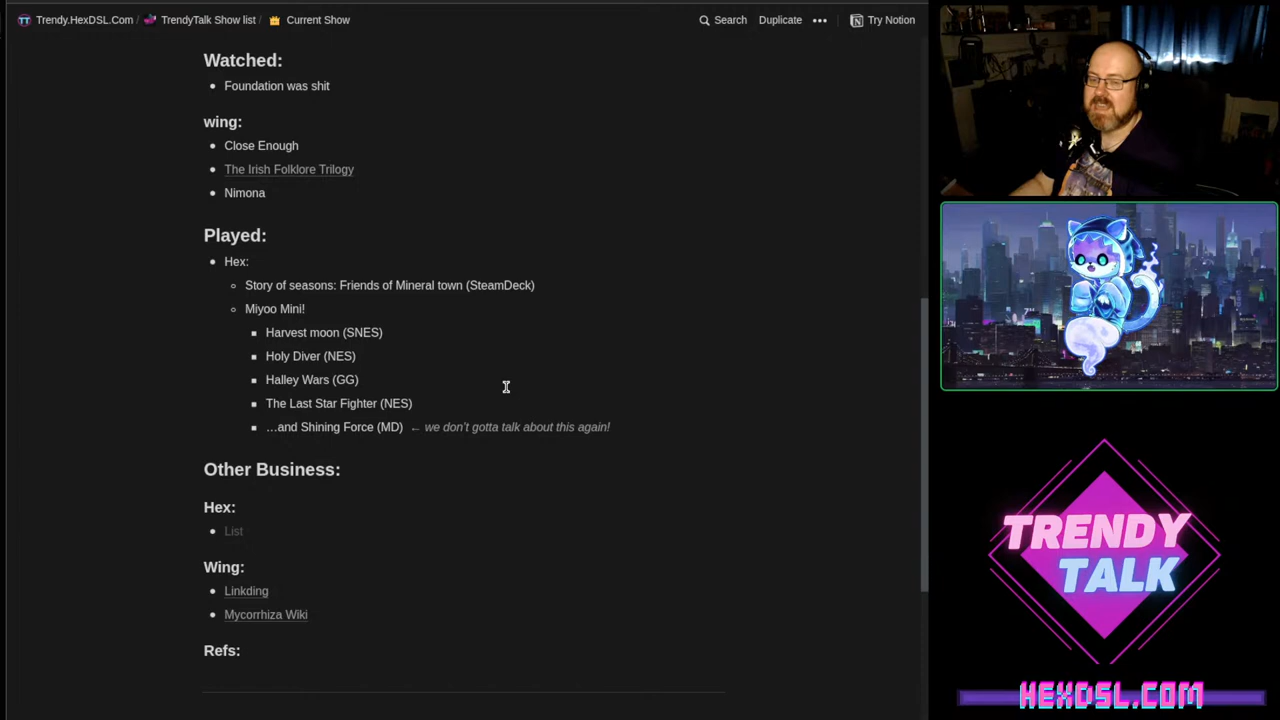 Trendy.HexDSL.Com / TrendyTalk Show list / Current Show
Search Duplicate ••• Try Notion
Watched:
• Foundation was shit
wing:
• Close Enough
• The Irish Folklore Trilogy
• Nimona
Played:
• Hex:
◦ Story of seasons: Friends of Mineral town (SteamDeck)
◦ Miyoo Mini!
▪ Harvest moon (SNES)
▪ Holy Diver (NES)
▪ Halley Wars (GG)
▪ The Last Star Fighter (NES)
▪ …and Shining Force (MD) ← we don't gotta talk about this again!
Other Business:
Hex:
• List
Wing:
• Linkding
• Mycorrhiza Wiki
Refs:
TRENDY
TALK
HEXDSL.COM